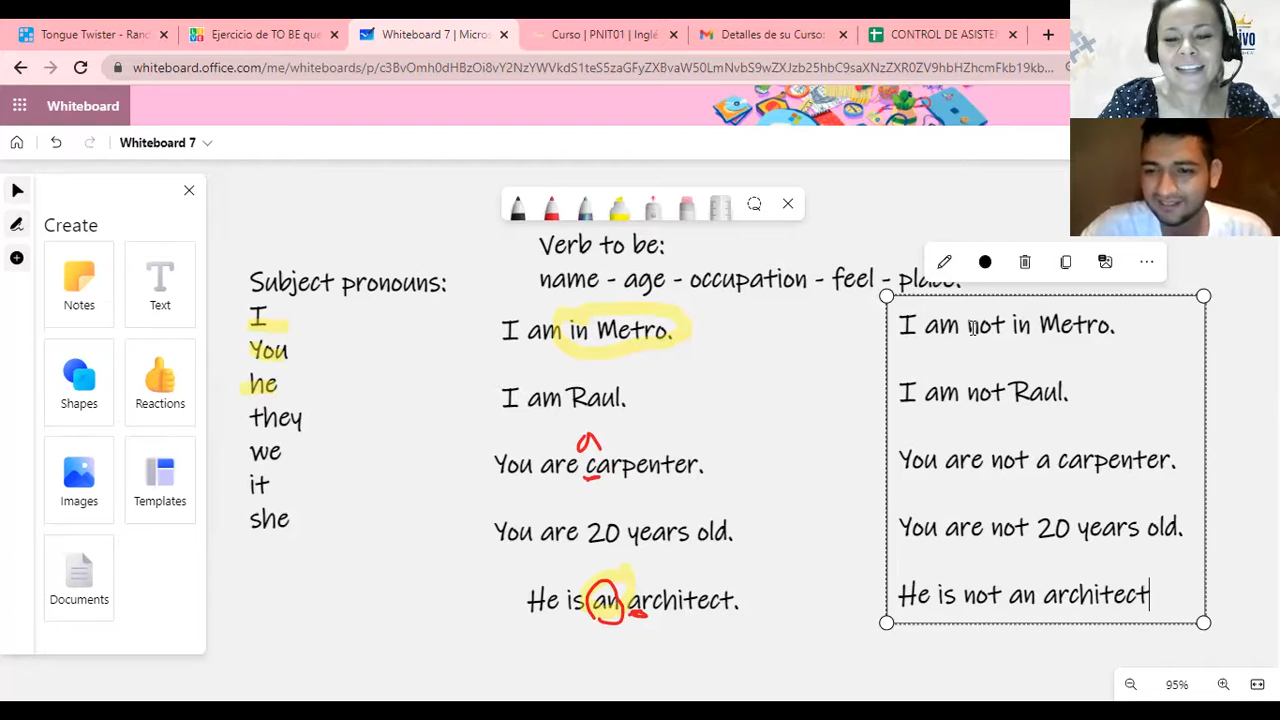 Tongue Twister - Ran
Ejercicio de TO BE que
Whiteboard 7 | Micros
Curso | PNIT01 | Inglé
Gmail Detalles de su Curso:
CONTROL DE ASISTE
Whiteboard
Whiteboard 7
Create
Notes
Text
Shapes
Reactions
Images
Templates
Documents
Subject pronouns:
I
You
he
they
we
it
she
Verb to be:
name - age - occupation - feel - place.
I am in Metro.
I am Raul.
a
You are carpenter.
You are 20 years old.
He is an architect.
I am not in Metro.
I am not Raul.
You are not a carpenter.
You are not 20 years old.
He is not an architect
95%